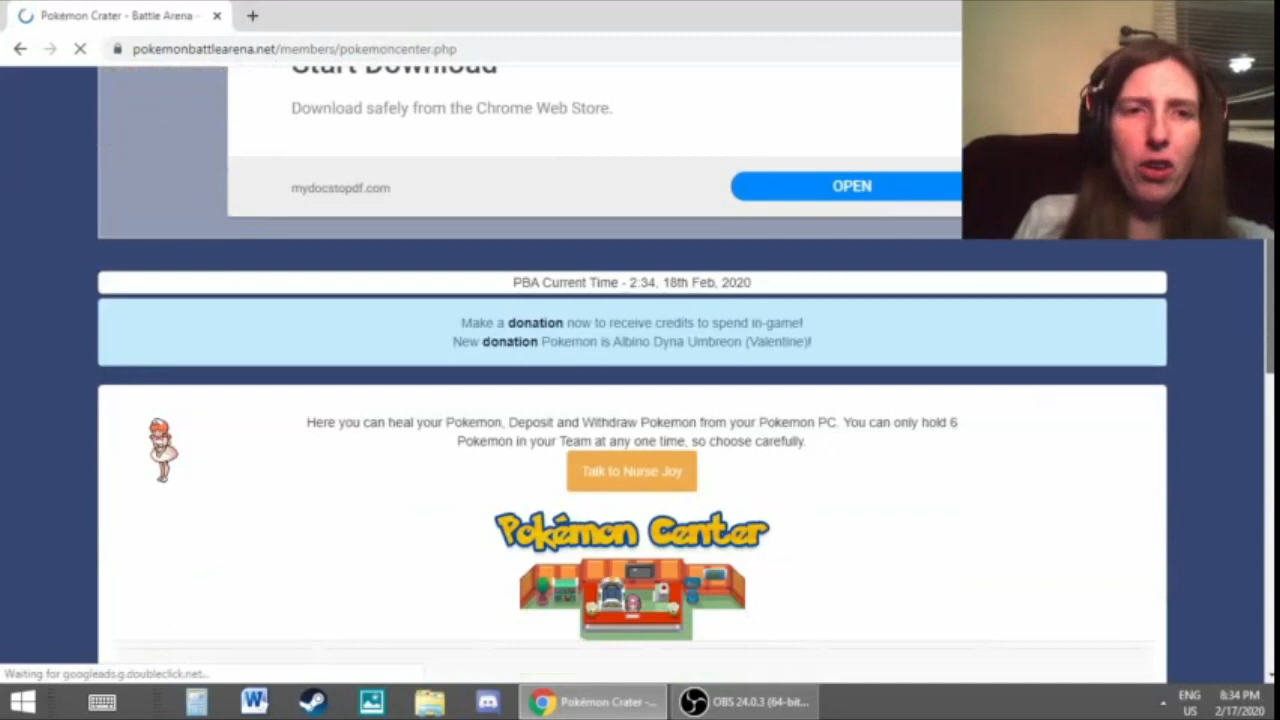 Pokémon Crater - Battle Arena -
pokemonbattlearena.net/members/pokemoncenter.php
Start Download
Download safely from the Chrome Web Store.
mydocstopdf.com
OPEN
PBA Current Time - 2:34, 18th Feb, 2020
Make a donation now to receive credits to spend in-game!
New donation Pokemon is Albino Dyna Umbreon (Valentine)!
Here you can heal your Pokemon, Deposit and Withdraw Pokemon from your Pokemon PC. You can only hold 6
Pokemon in your Team at any one time, so choose carefully.
Talk to Nurse Joy
Pokémon Center
Waiting for googleads.g.doubleclick.net...
Pokémon Crater -...
OBS 24.0.3 (64-bit...
ENG
US
8:34 PM
2/17/2020